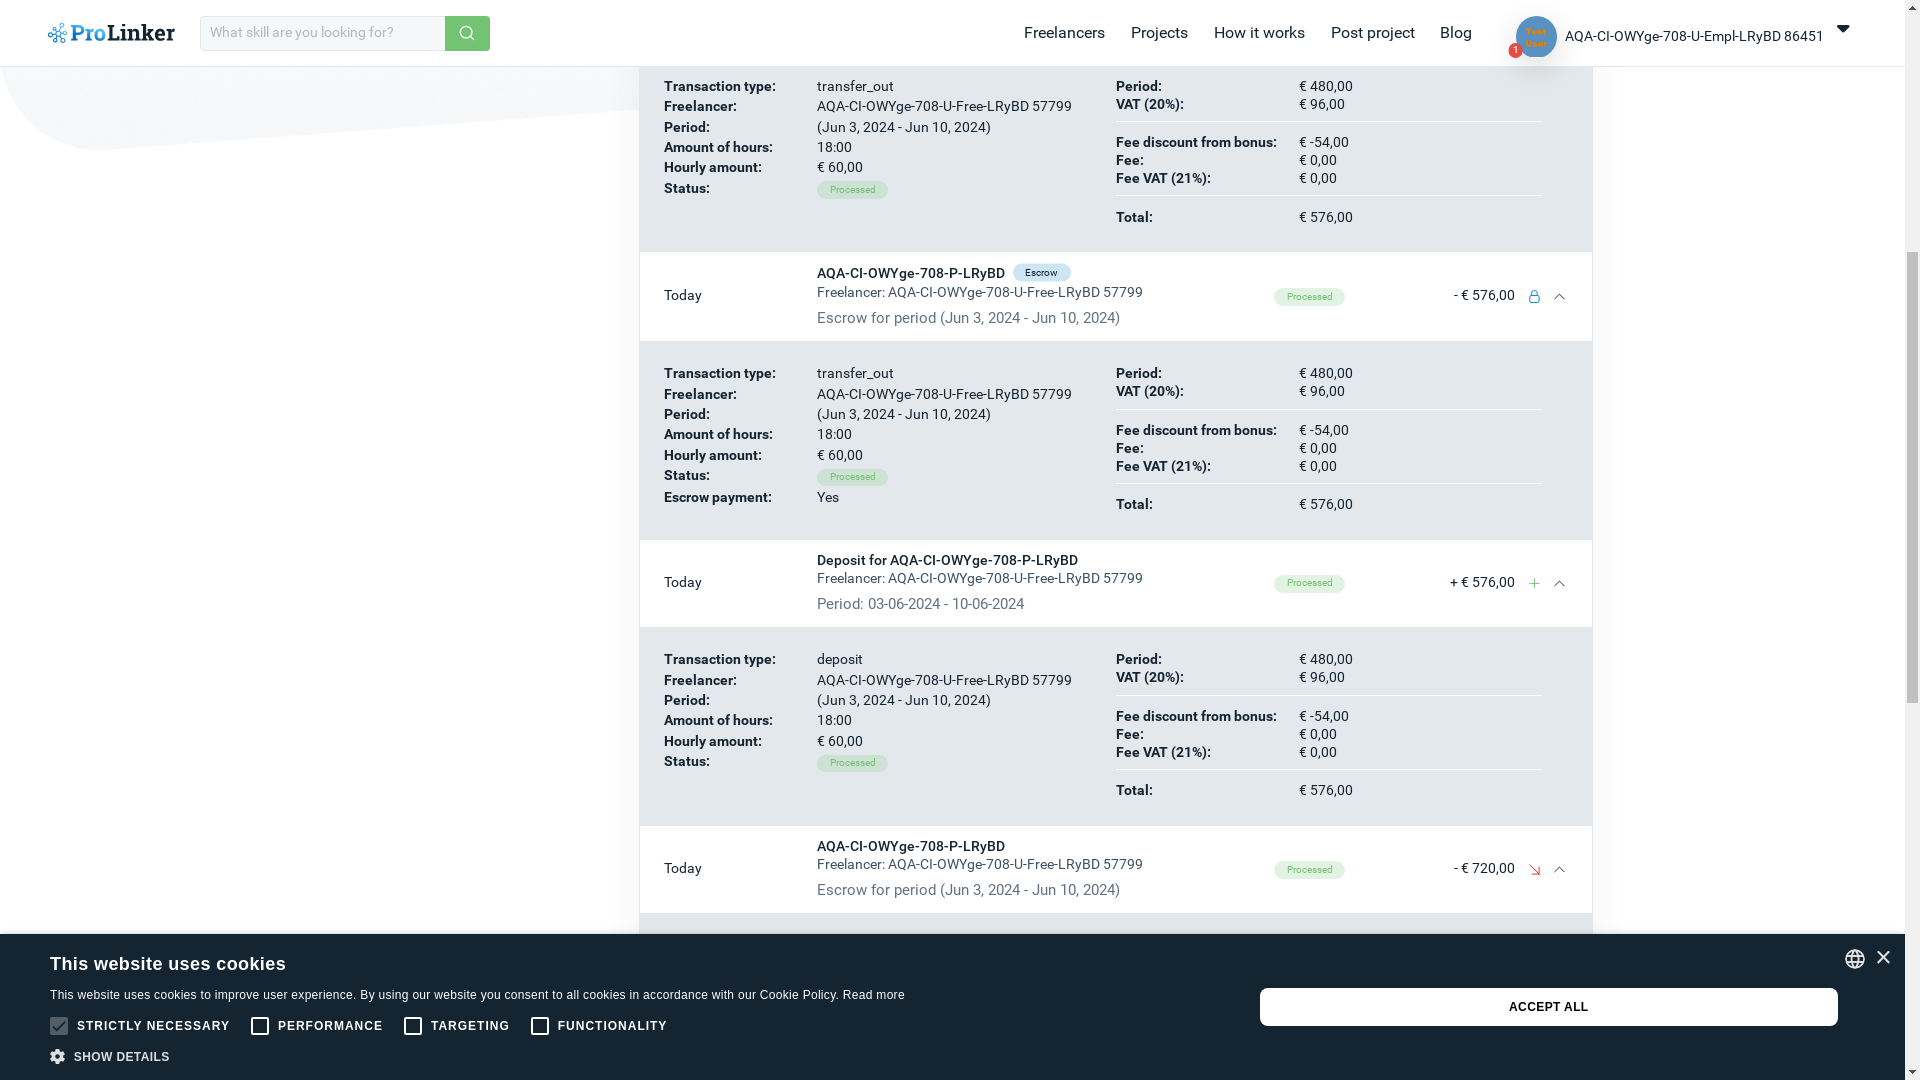 ProLinker
What skill are you looking for?
Freelancers
Projects
How it works
Post project
Blog
1
AQA-CI-OWYge-708-U-Empl-LRyBD 86451
Transaction type: transfer_out
Freelancer: AQA-CI-OWYge-708-U-Free-LRyBD 57799
Period: (Jun 3, 2024 - Jun 10, 2024)
Amount of hours: 18:00
Hourly amount: € 60,00
Status: Processed
Period: € 480,00
VAT (20%): € 96,00
Fee discount from bonus: € -54,00
Fee: € 0,00
Fee VAT (21%): € 0,00
Total: € 576,00
Today
AQA-CI-OWYge-708-P-LRyBD Escrow
Freelancer: AQA-CI-OWYge-708-U-Free-LRyBD 57799
Escrow for period (Jun 3, 2024 - Jun 10, 2024)
Processed
- € 576,00
Transaction type: transfer_out
Freelancer: AQA-CI-OWYge-708-U-Free-LRyBD 57799
Period: (Jun 3, 2024 - Jun 10, 2024)
Amount of hours: 18:00
Hourly amount: € 60,00
Status: Processed
Escrow payment: Yes
Period: € 480,00
VAT (20%): € 96,00
Fee discount from bonus: € -54,00
Fee: € 0,00
Fee VAT (21%): € 0,00
Total: € 576,00
Today
Deposit for AQA-CI-OWYge-708-P-LRyBD
Freelancer: AQA-CI-OWYge-708-U-Free-LRyBD 57799
Period: 03-06-2024 - 10-06-2024
Processed
+ € 576,00
Transaction type: deposit
Freelancer: AQA-CI-OWYge-708-U-Free-LRyBD 57799
Period: (Jun 3, 2024 - Jun 10, 2024)
Amount of hours: 18:00
Hourly amount: € 60,00
Status: Processed
Period: € 480,00
VAT (20%): € 96,00
Fee discount from bonus: € -54,00
Fee: € 0,00
Fee VAT (21%): € 0,00
Total: € 576,00
Today
AQA-CI-OWYge-708-P-LRyBD
Freelancer: AQA-CI-OWYge-708-U-Free-LRyBD 57799
Escrow for period (Jun 3, 2024 - Jun 10, 2024)
Processed
- € 720,00
This website uses cookies
This website uses cookies to improve user experience. By using our website you consent to all cookies in accordance with our Cookie Policy. Read more
STRICTLY NECESSARY
PERFORMANCE
TARGETING
FUNCTIONALITY
SHOW DETAILS
ACCEPT ALL